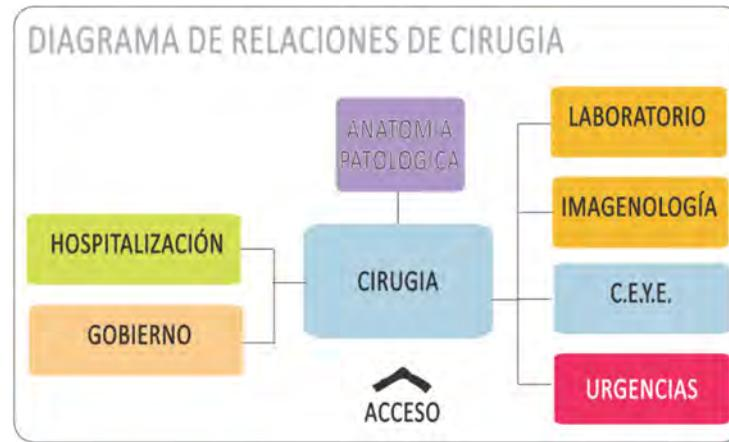 DIAGRAMA DE RELACIONES DE CIRUGIA
ANATOMIA
PATOLOGICA
LABORATORIO
IMAGENOLOGÍA
HOSPITALIZACIÓN
CIRUGIA
C.E.Y.E.
GOBIERNO
URGENCIAS
ACCESO